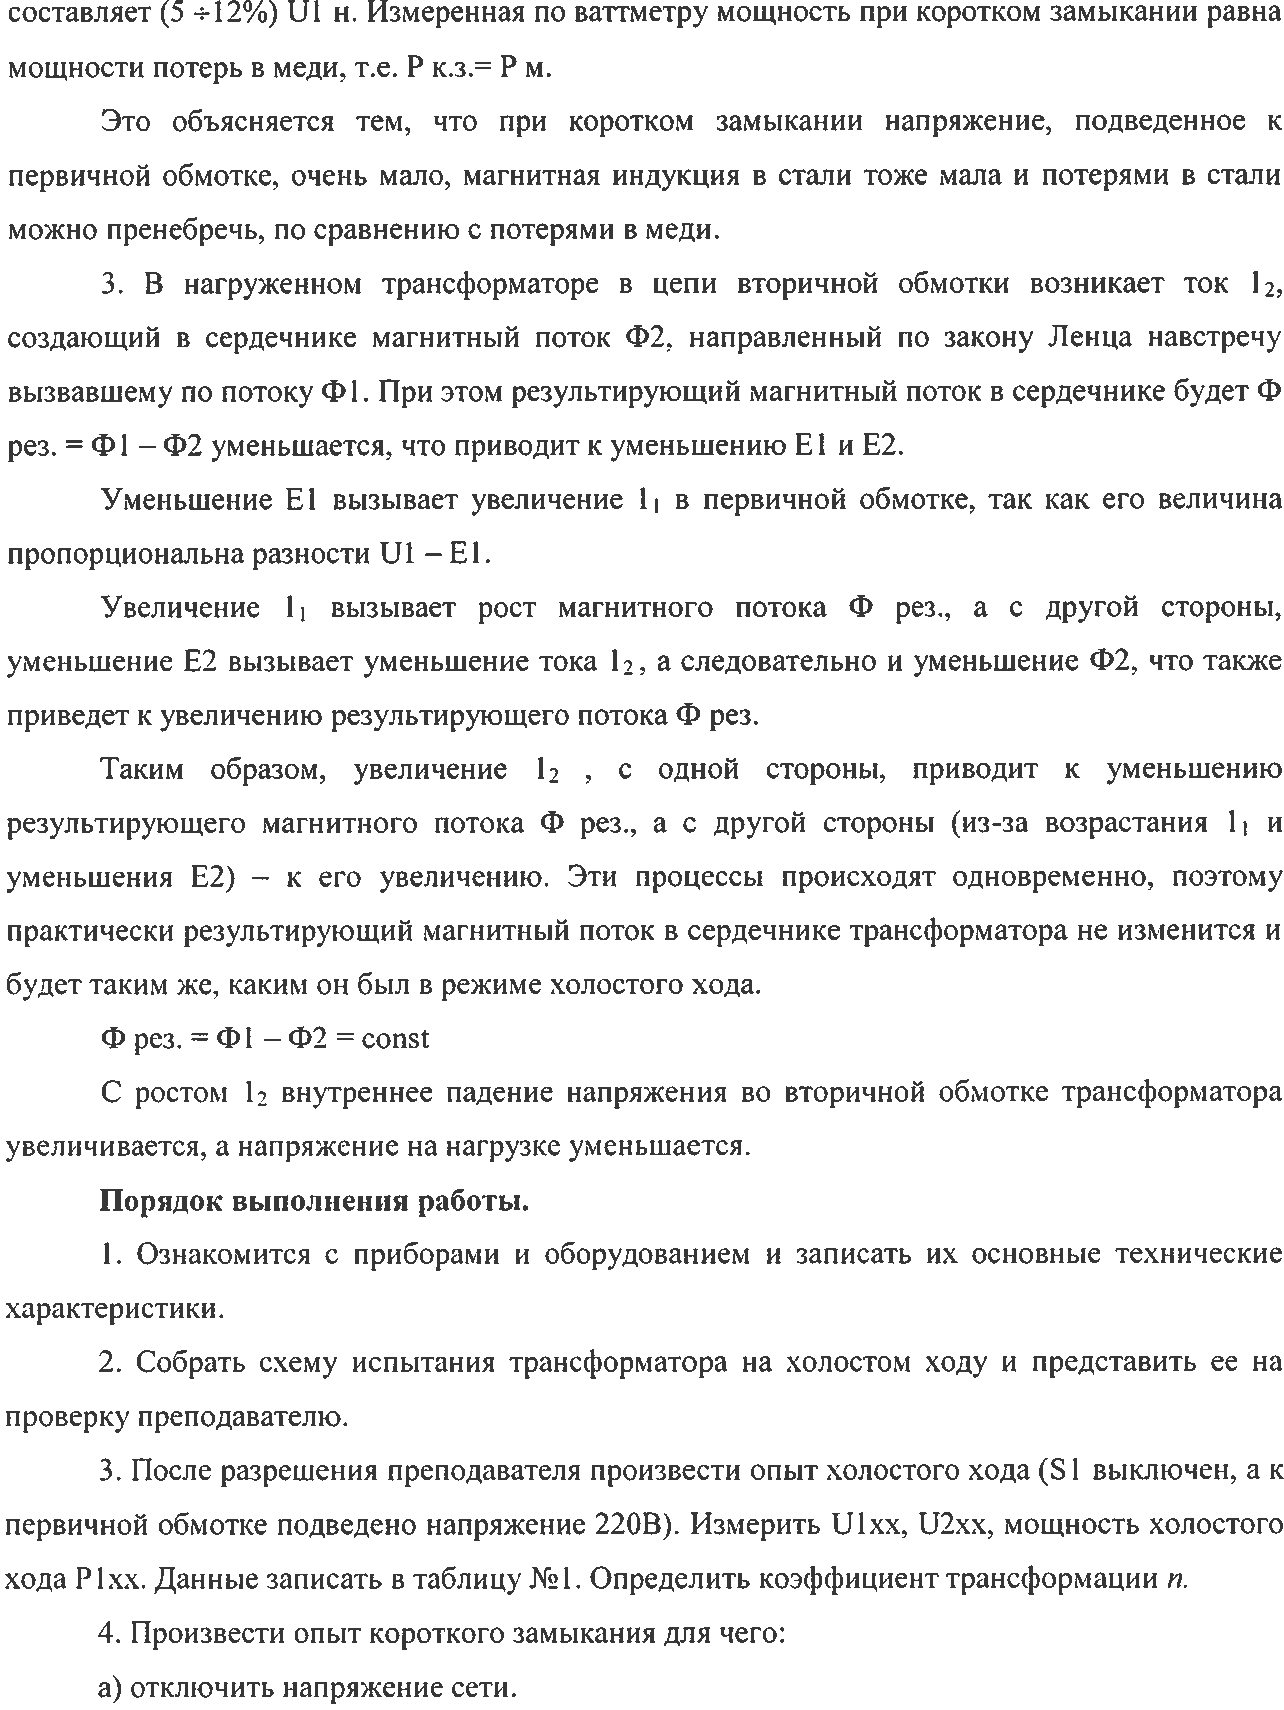 составляет (5 ÷12%) U1 н. Измеренная по ваттметру мощность при коротком замыкании равна
мощности потерь в меди, т.е. Р к.з.= Р м.
Это объясняется тем, что при коротком замыкании напряжение, подведенное к
первичной обмотке, очень мало, магнитная индукция в стали тоже мала и потерями в стали
можно пренебречь, по сравнению с потерями в меди.
3. В нагруженном трансформаторе в цепи вторичной обмотки возникает ток I₂,
создающий в сердечнике магнитный поток Ф2, направленный по закону Ленца навстречу
вызвавшему по потоку Ф1. При этом результирующий магнитный поток в сердечнике будет Ф
рез. = Ф1 – Ф2 уменьшается, что приводит к уменьшению Е1 и Е2.
Уменьшение Е1 вызывает увеличение I₁ в первичной обмотке, так как его величина
пропорциональна разности U1 – Е1.
Увеличение I₁ вызывает рост магнитного потока Ф рез., а с другой стороны,
уменьшение Е2 вызывает уменьшение тока I₂, а следовательно и уменьшение Ф2, что также
приведет к увеличению результирующего потока Ф рез.
Таким образом, увеличение I₂ , с одной стороны, приводит к уменьшению
результирующего магнитного потока Ф рез., а с другой стороны (из-за возрастания I₁ и
уменьшения Е2) – к его увеличению. Эти процессы происходят одновременно, поэтому
практически результирующий магнитный поток в сердечнике трансформатора не изменится и
будет таким же, каким он был в режиме холостого хода.
Ф рез. = Ф1 – Ф2 = const
С ростом I₂ внутреннее падение напряжения во вторичной обмотке трансформатора
увеличивается, а напряжение на нагрузке уменьшается.
Порядок выполнения работы.
1. Ознакомится с приборами и оборудованием и записать их основные технические
характеристики.
2. Собрать схему испытания трансформатора на холостом ходу и представить ее на
проверку преподавателю.
3. После разрешения преподавателя произвести опыт холостого хода (S1 выключен, а к
первичной обмотке подведено напряжение 220В). Измерить U1хх, U2хх, мощность холостого
хода Р1хх. Данные записать в таблицу №1. Определить коэффициент трансформации n.
4. Произвести опыт короткого замыкания для чего:
а) отключить напряжение сети.